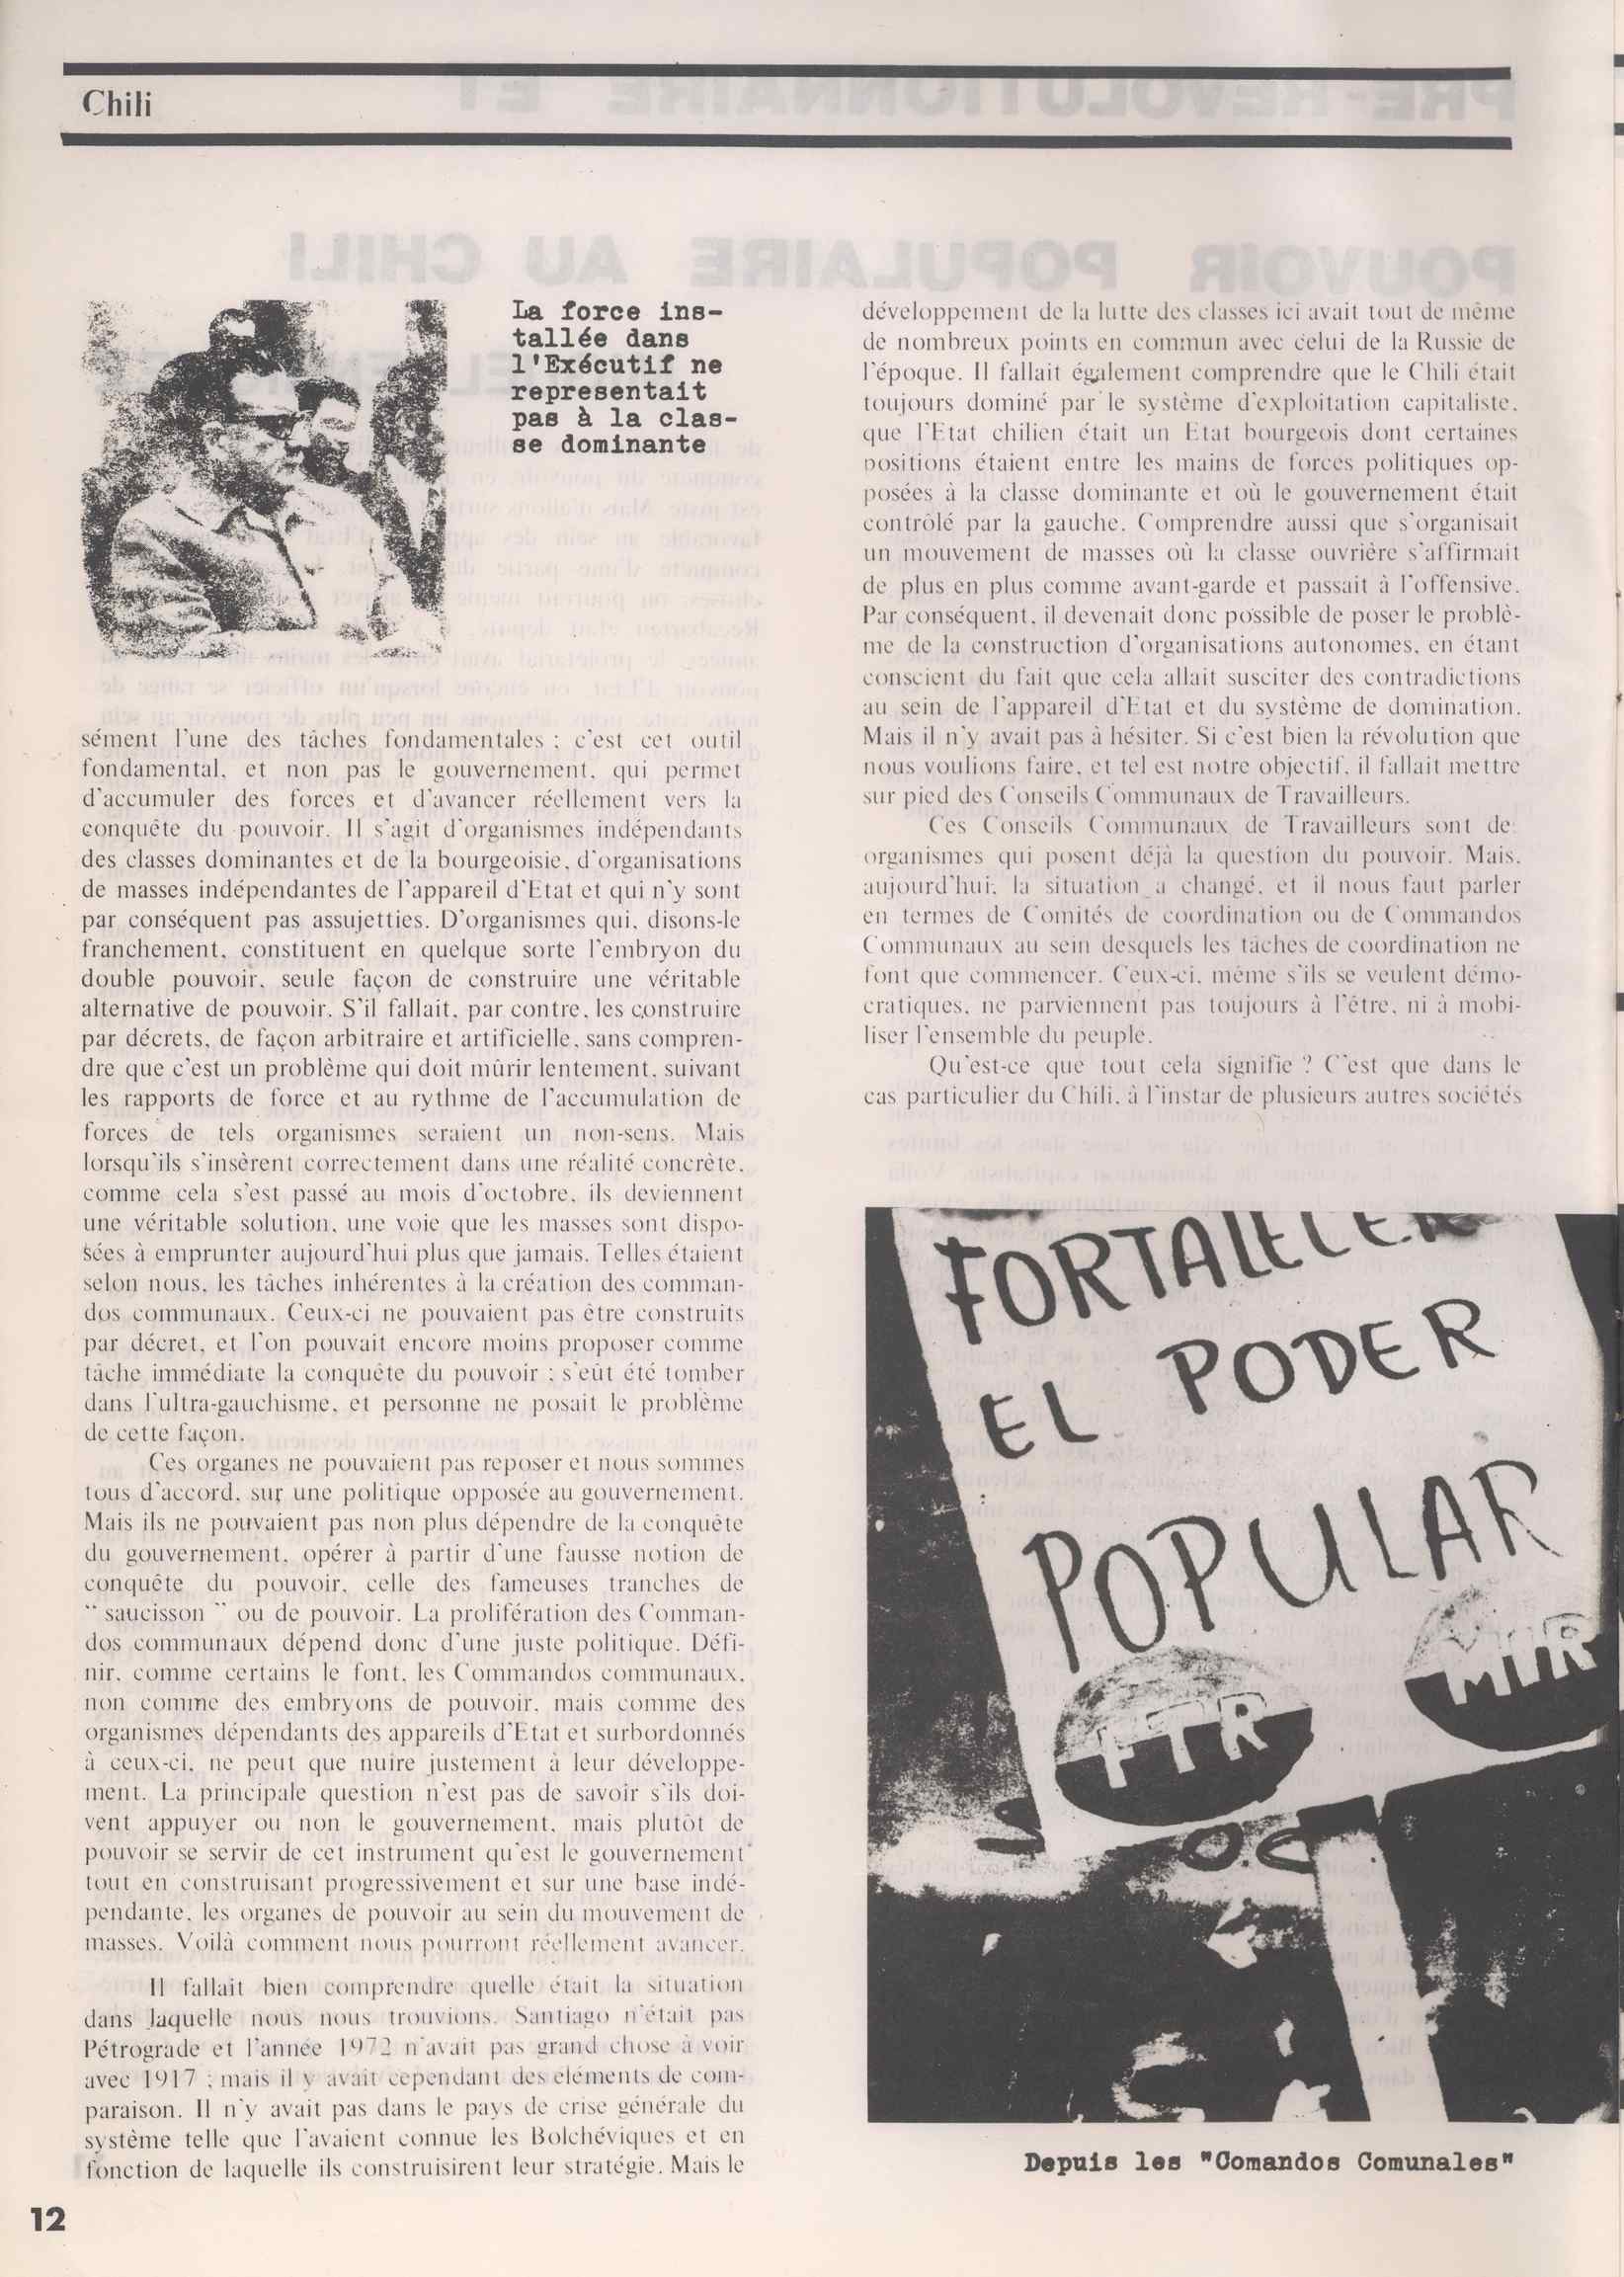 Chili
La force ins-
tallée dans
l'Exécutif ne
representait
pas à la clas-
se dominante
sément l'une des tâches fondamentales : c'est cet outil
fondamental, et non pas le gouvernement, qui permet
d'accumuler des forces et d'avancer réellement vers la
conquête du pouvoir. Il s'agit d'organismes indépendants
des classes dominantes et de la bourgeoisie, d'organisations
de masses indépendantes de l'appareil d'Etat et qui n'y sont
par conséquent pas assujetties. D'organismes qui, disons-le
franchement, constituent en quelque sorte l'embryon du
double pouvoir, seule façon de construire une véritable
alternative de pouvoir. S'il fallait, par contre, les construire
par décrets, de façon arbitraire et artificielle, sans compren-
dre que c'est un problème qui doit mûrir lentement, suivant
les rapports de force et au rythme de l'accumulation de
forces de tels organismes seraient un non-sens. Mais
lorsqu'ils s'insèrent correctement dans une réalité concrète,
comme cela s'est passé au mois d'octobre, ils deviennent
une véritable solution, une voie que les masses sont dispo-
sées à emprunter aujourd'hui plus que jamais. Telles étaient
selon nous, les tâches inhérentes à la création des comman-
dos communaux. Ceux-ci ne pouvaient pas être construits
par décret, et l'on pouvait encore moins proposer comme
tâche immédiate la conquête du pouvoir ; s'eût été tomber
dans l'ultra-gauchisme, et personne ne posait le problème
de cette façon.
Ces organes ne pouvaient pas reposer et nous sommes
tous d'accord, sur une politique opposée au gouvernement.
Mais ils ne pouvaient pas non plus dépendre de la conquête
du gouvernement, opérer à partir d'une fausse notion de
conquête du pouvoir, celle des fameuses tranches de
" saucisson " ou de pouvoir. La prolifération des Comman-
dos communaux dépend donc d'une juste politique. Défi-
nir, comme certains le font, les Commandos communaux,
non comme des embryons de pouvoir, mais comme des
organismes dépendants des appareils d'Etat et surbordonnés
à ceux-ci, ne peut que nuire justement à leur développe-
ment. La principale question n'est pas de savoir s'ils doi-
vent appuyer ou non le gouvernement, mais plutôt de
pouvoir se servir de cet instrument qu'est le gouvernement
tout en construisant progressivement et sur une base indé-
pendante, les organes de pouvoir au sein du mouvement de
masses. Voilà comment nous pourront réellement avancer.
Il fallait bien comprendre quelle était la situation
dans laquelle nous nous trouvions. Santiago n'était pas
Pétrograde et l'année 1972 n'avait pas grand chose à voir
avec 1917 ; mais il y avait cependant des eléments de com-
paraison. Il n'y avait pas dans le pays de crise générale du
système telle que l'avaient connue les Bolchéviques et en
fonction de laquelle ils construisirent leur stratégie. Mais le
développement de la lutte des classes ici avait tout de même
de nombreux points en commun avec celui de la Russie de
l'époque. Il fallait également comprendre que le Chili était
toujours dominé par le système d'exploitation capitaliste,
que l'Etat chilien était un Etat bourgeois dont certaines
positions étaient entre les mains de forces politiques op-
posées à la classe dominante et où le gouvernement était
contrôlé par la gauche. Comprendre aussi que s'organisait
un mouvement de masses où la classe ouvrière s'affirmait
de plus en plus comme avant-garde et passait à l'offensive.
Par conséquent, il devenait donc possible de poser le problè-
me de la construction d'organisations autonomes, en étant
conscient du fait que cela allait susciter des contradictions
au sein de l'appareil d'Etat et du système de domination.
Mais il n'y avait pas à hésiter. Si c'est bien la révolution que
nous voulions faire, et tel est notre objectif, il fallait mettre
sur pied des Conseils Communaux de Travailleurs.
Ces Conseils Communaux de Travailleurs sont de
organismes qui posent déjà la question du pouvoir. Mais,
aujourd'hui, la situation a changé, et il nous faut parler
en termes de Comités de coordination ou de Commandos
Communaux au sein desquels les tâches de coordination ne
font que commencer. Ceux-ci, même s'ils se veulent démo-
cratiques, ne parviennent pas toujours à l'être, ni à mobi-
liser l'ensemble du peuple.
Qu'est-ce que tout cela signifie ? C'est que dans le
cas particulier du Chili, à l'instar de plusieurs autres sociétés
FORTALECER
EL PODER
POPULAR
FTR
MIR
Depuis les "Comandos Comunales"
12